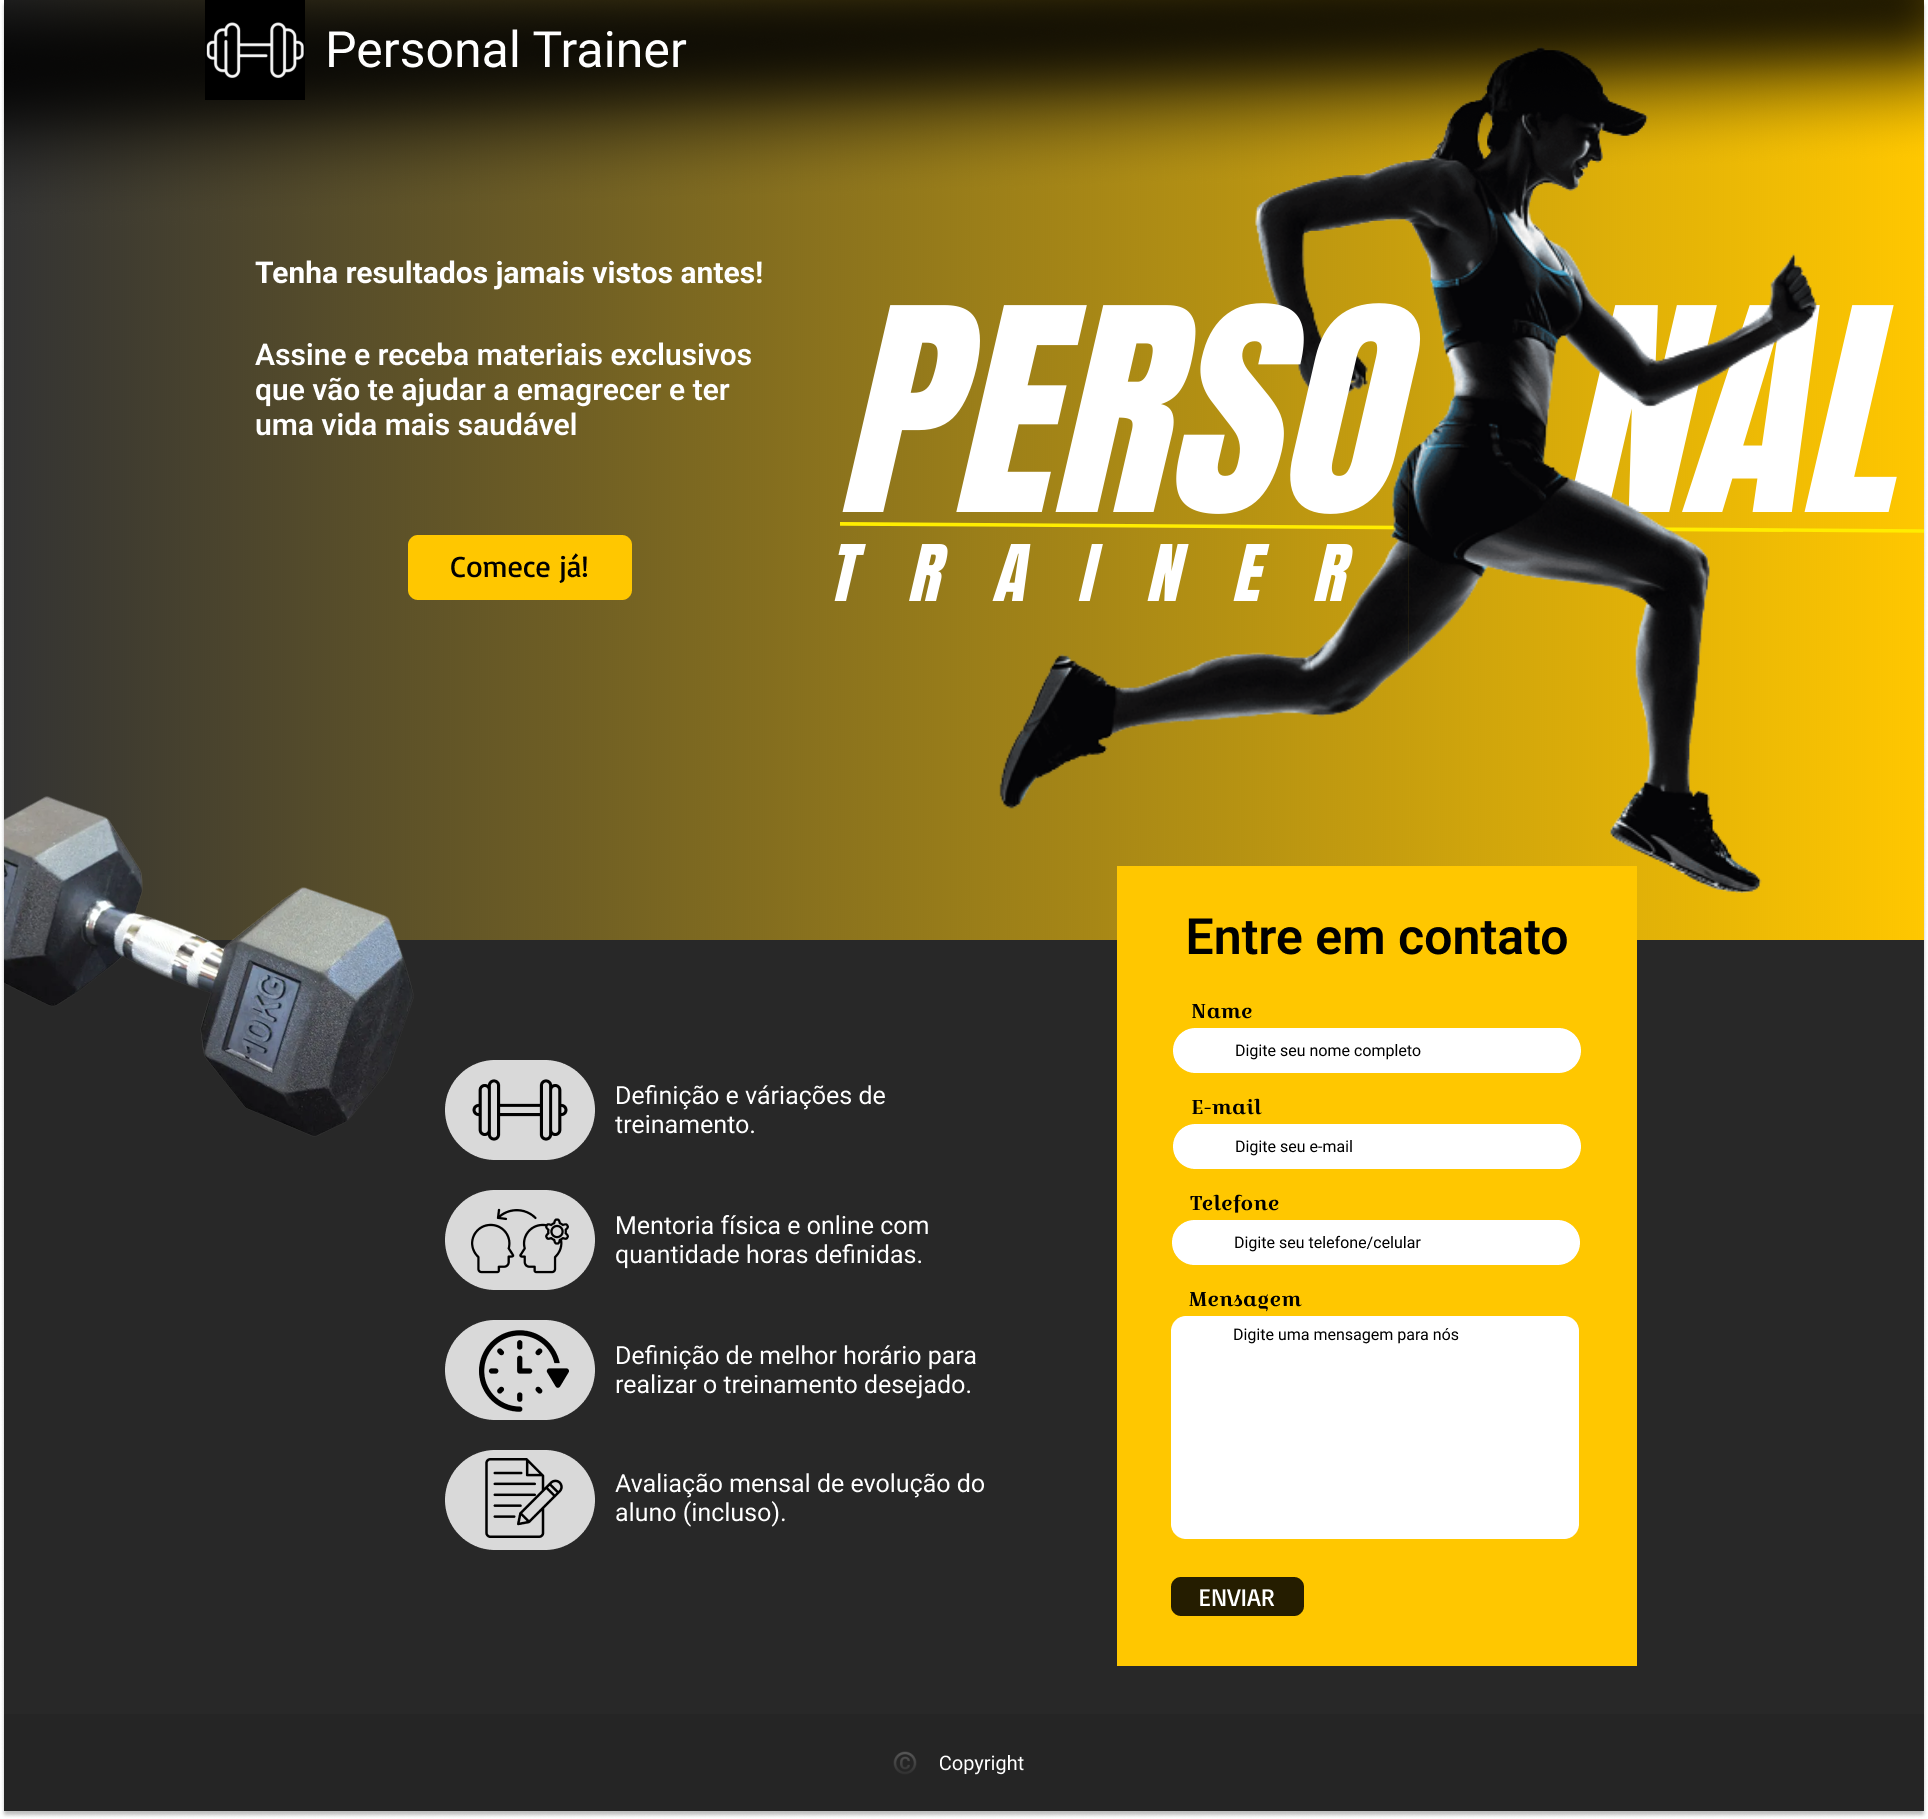 Personal Trainer
Tenha resultados jamais vistos antes!
Assine e receba materiais exclusivos
que vão te ajudar a emagrecer e ter
uma vida mais saudável
Comece já!
PERSONAL
TRAINER
10KG
Definição e váriações de
treinamento.
Mentoria física e online com
quantidade horas definidas.
Definição de melhor horário para
realizar o treinamento desejado.
Avaliação mensal de evolução do
aluno (incluso).
Entre em contato
Name
Digite seu nome completo
E-mail
Digite seu e-mail
Telefone
Digite seu telefone/celular
Mensagem
Digite uma mensagem para nós
ENVIAR
© Copyright